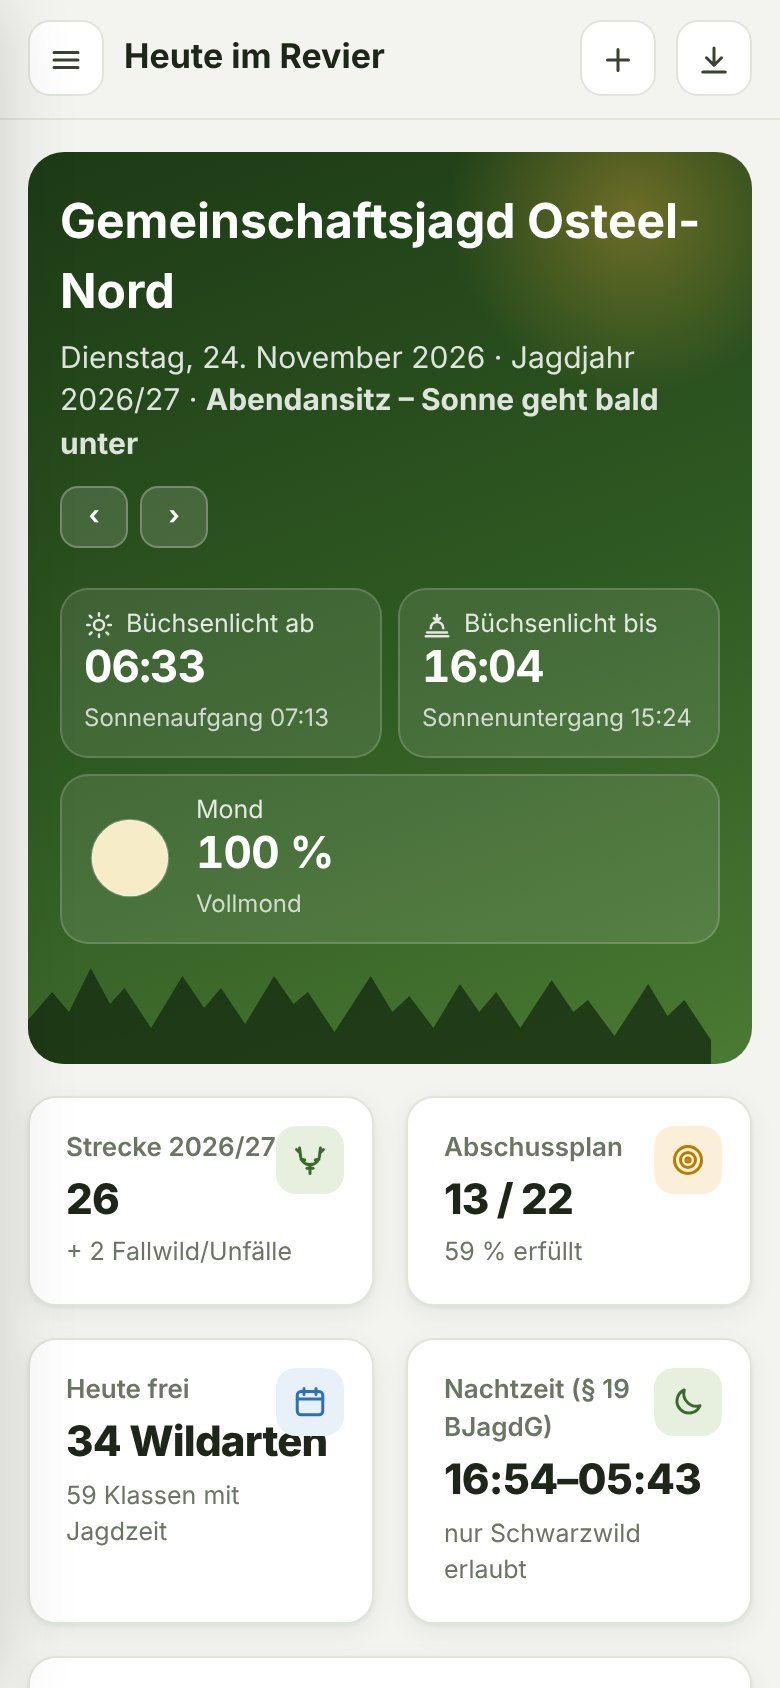 Heute im Revier
Gemeinschaftsjagd Osteel-
Nord
Dienstag, 24. November 2026 · Jagdjahr
2026/27 · Abendansitz – Sonne geht bald
unter
‹ ›
Büchsenlicht ab
06:33
Sonnenaufgang 07:13
Büchsenlicht bis
16:04
Sonnenuntergang 15:24
Mond
100 %
Vollmond
Strecke 2026/27
26
+ 2 Fallwild/Unfälle
Abschussplan
13 / 22
59 % erfüllt
Heute frei
34 Wildarten
59 Klassen mit
Jagdzeit
Nachtzeit (§ 19
BJagdG)
16:54–05:43
nur Schwarzwild
erlaubt